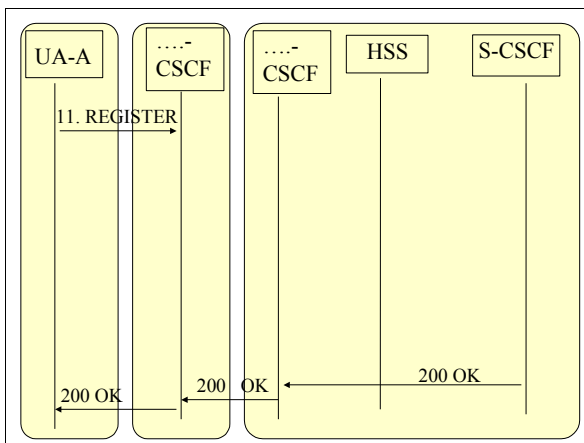 UA-A
….-
CSCF
….-
CSCF
HSS
S-CSCF
11. REGISTER
200 OK
200 OK
200 OK